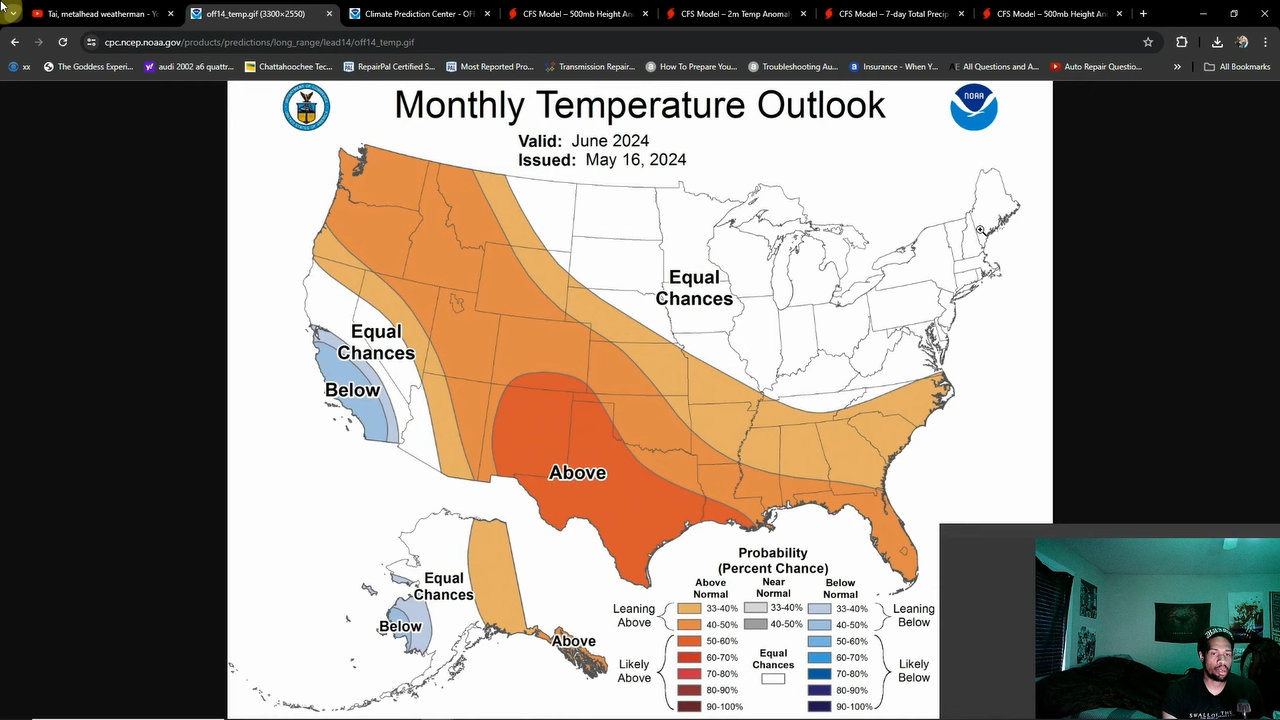 Tai, metalhead weatherman - Yo
off14_temp.gif (3300×2550)
Climate Prediction Center - OFF
CFS Model – 500mb Height An
CFS Model – 2m Temp Anomal
CFS Model – 7-day Total Precip
CFS Model – 500mb Height An
cpc.ncep.noaa.gov/products/predictions/long_range/lead14/off14_temp.gif
xx
The Goddess Experi...
audi 2002 a6 quattr...
Chattahoochee Tec...
RepairPal Certified S...
Most Reported Pro...
Transmission Repair...
How To Prepare You...
Troubleshooting Au...
Insurance - When Y...
All Questions and A...
Auto Repair Questio...
All Bookmarks
Monthly Temperature Outlook
NOAA
Valid: June 2024
Issued: May 16, 2024
Equal
Chances
Equal
Chances
Below
Above
Equal
Chances
Below
Above
Probability
(Percent Chance)
Above
Normal
Near
Normal
Below
Normal
Leaning
Above
33-40%
40-50%
33-40%
40-50%
33-40%
40-50%
Leaning
Below
Likely
Above
50-60%
60-70%
70-80%
80-90%
90-100%
Equal
Chances
50-60%
60-70%
70-80%
80-90%
90-100%
Likely
Below